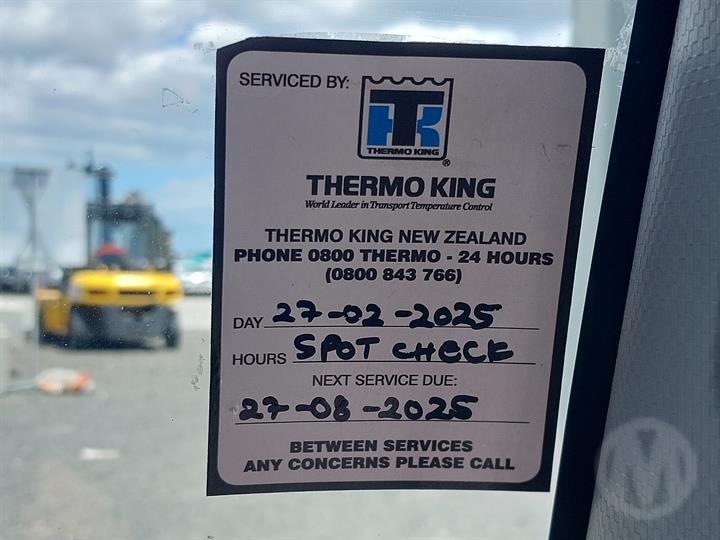 SERVICED BY:
TK
THERMO KING
®
THERMO KING
World Leader in Transport Temperature Control
THERMO KING NEW ZEALAND
PHONE 0800 THERMO - 24 HOURS
(0800 843 766)
DAY 27-02-2025
HOURS SPOT CHECK
NEXT SERVICE DUE:
27-08-2025
BETWEEN SERVICES
ANY CONCERNS PLEASE CALL
M